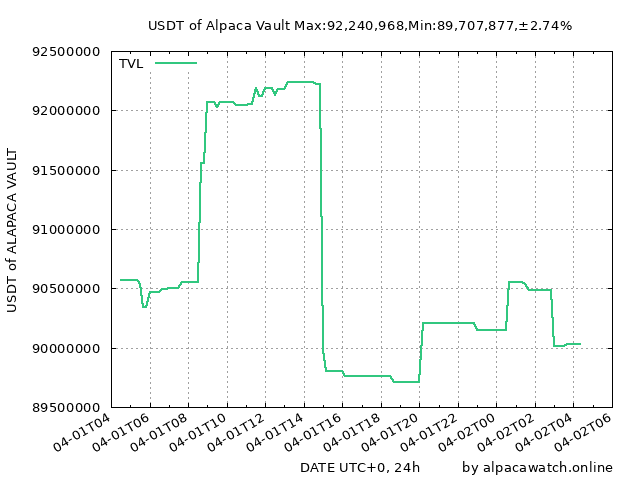 USDT of Alpaca Vault Max:92,240,968,Min:89,707,877,±2.74%
TVL
92500000
92000000
91500000
91000000
90500000
90000000
89500000
USDT of ALAPACA VAULT
04-01T04
04-01T06
04-01T08
04-01T10
04-01T12
04-01T14
04-01T16
04-01T18
04-01T20
04-01T22
04-02T00
04-02T02
04-02T04
04-02T06
DATE UTC+0, 24h
by alpacawatch.online